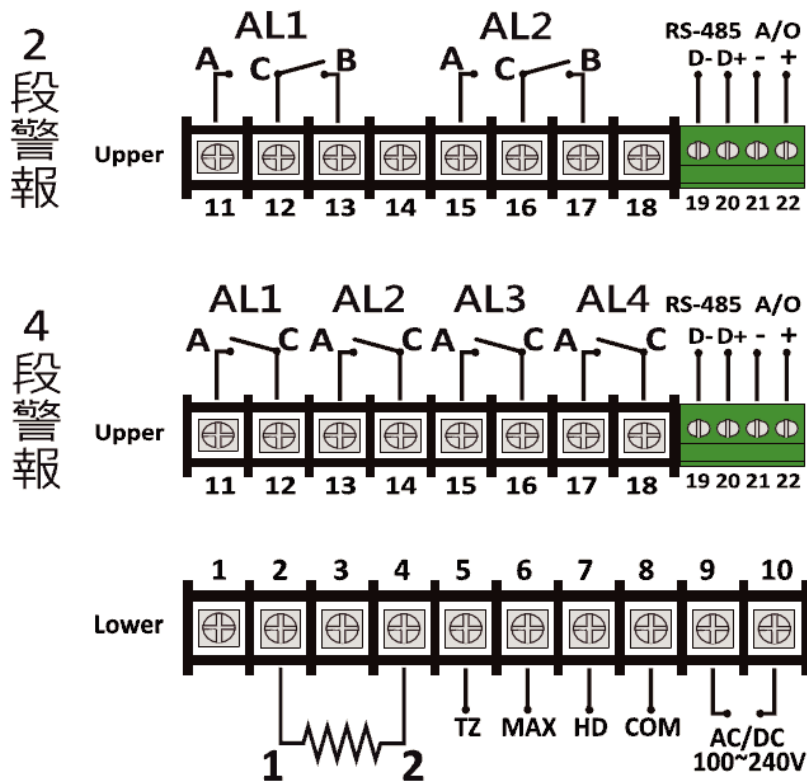 2段警報
AL1 AL2 RS-485 A/O
A C B A C B D- D+ - +
Upper
11 12 13 14 15 16 17 18 19 20 21 22
4段警報
AL1 AL2 AL3 AL4 RS-485 A/O
A C A C A C A C D- D+ - +
Upper
11 12 13 14 15 16 17 18 19 20 21 22
1 2 3 4 5 6 7 8 9 10
Lower
TZ MAX HD COM AC/DC
1 2 100~240V